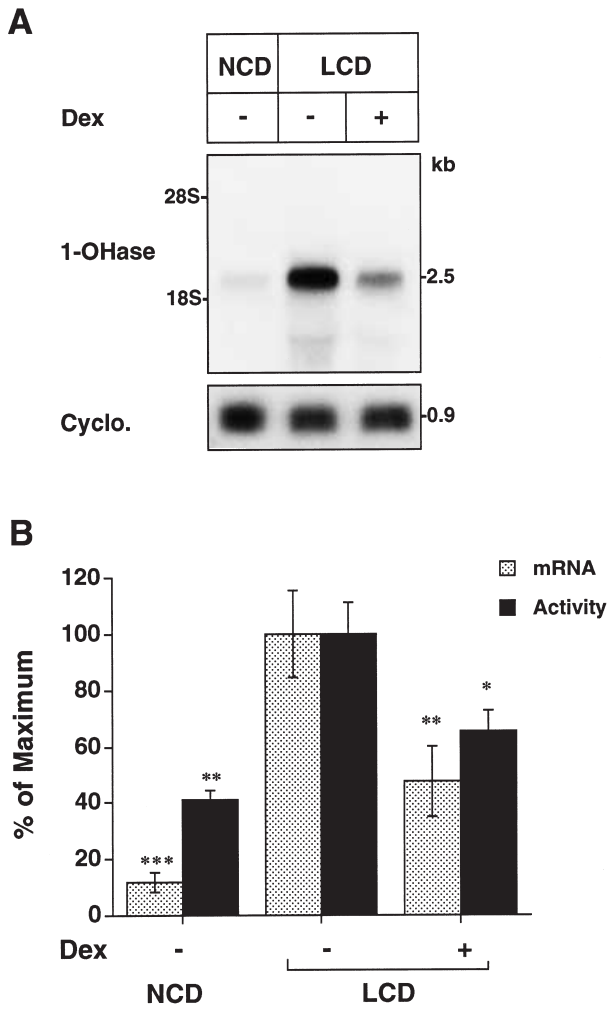 A
NCD LCD
Dex - - +
kb
28S-
1-OHase
-2.5
18S-
Cyclo. -0.9
B
mRNA
Activity
120
100
80
60
40
20
0
% of Maximum
*** ** ** *
Dex - - +
NCD LCD